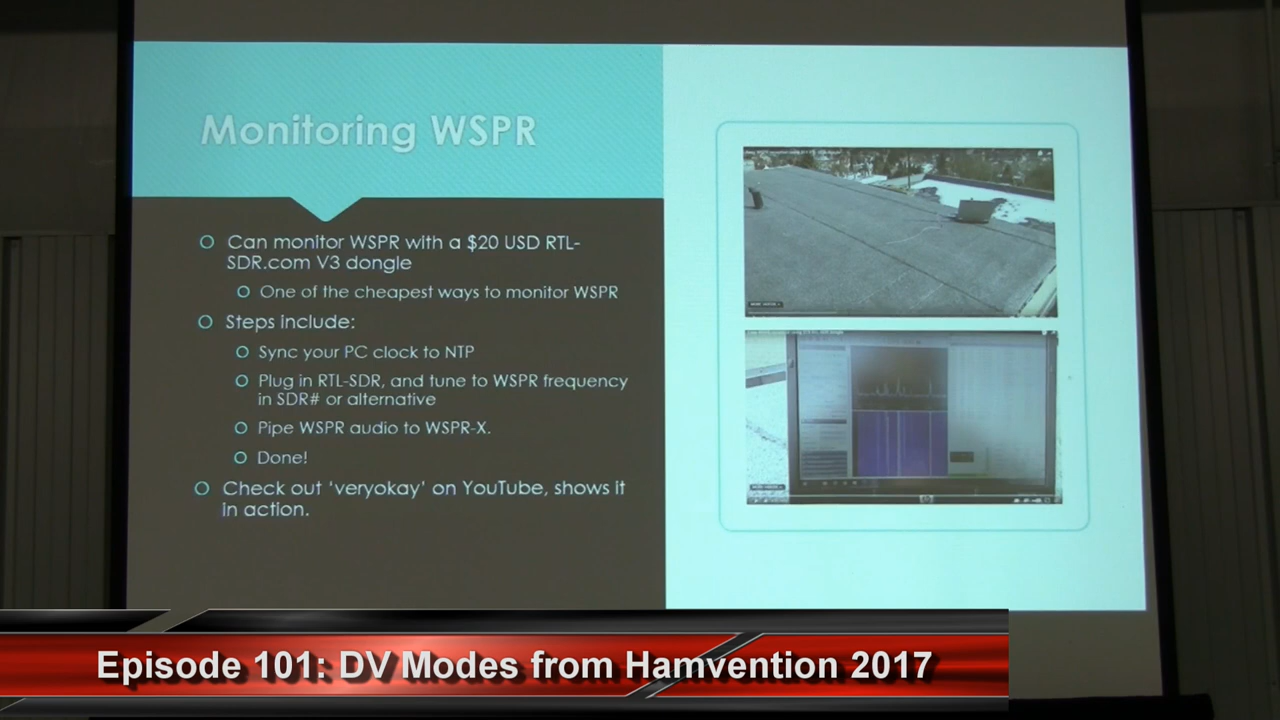 Monitoring WSPR
Can monitor WSPR with a $20 USD RTL-
SDR.com V3 dongle
One of the cheapest ways to monitor WSPR
Steps include:
Sync your PC clock to NTP
Plug in RTL-SDR, and tune to WSPR frequency
in SDR# or alternative
Pipe WSPR audio to WSPR-X.
Done!
Check out ‘veryokay’ on YouTube, shows it
in action.
Episode 101: DV Modes from Hamvention 2017